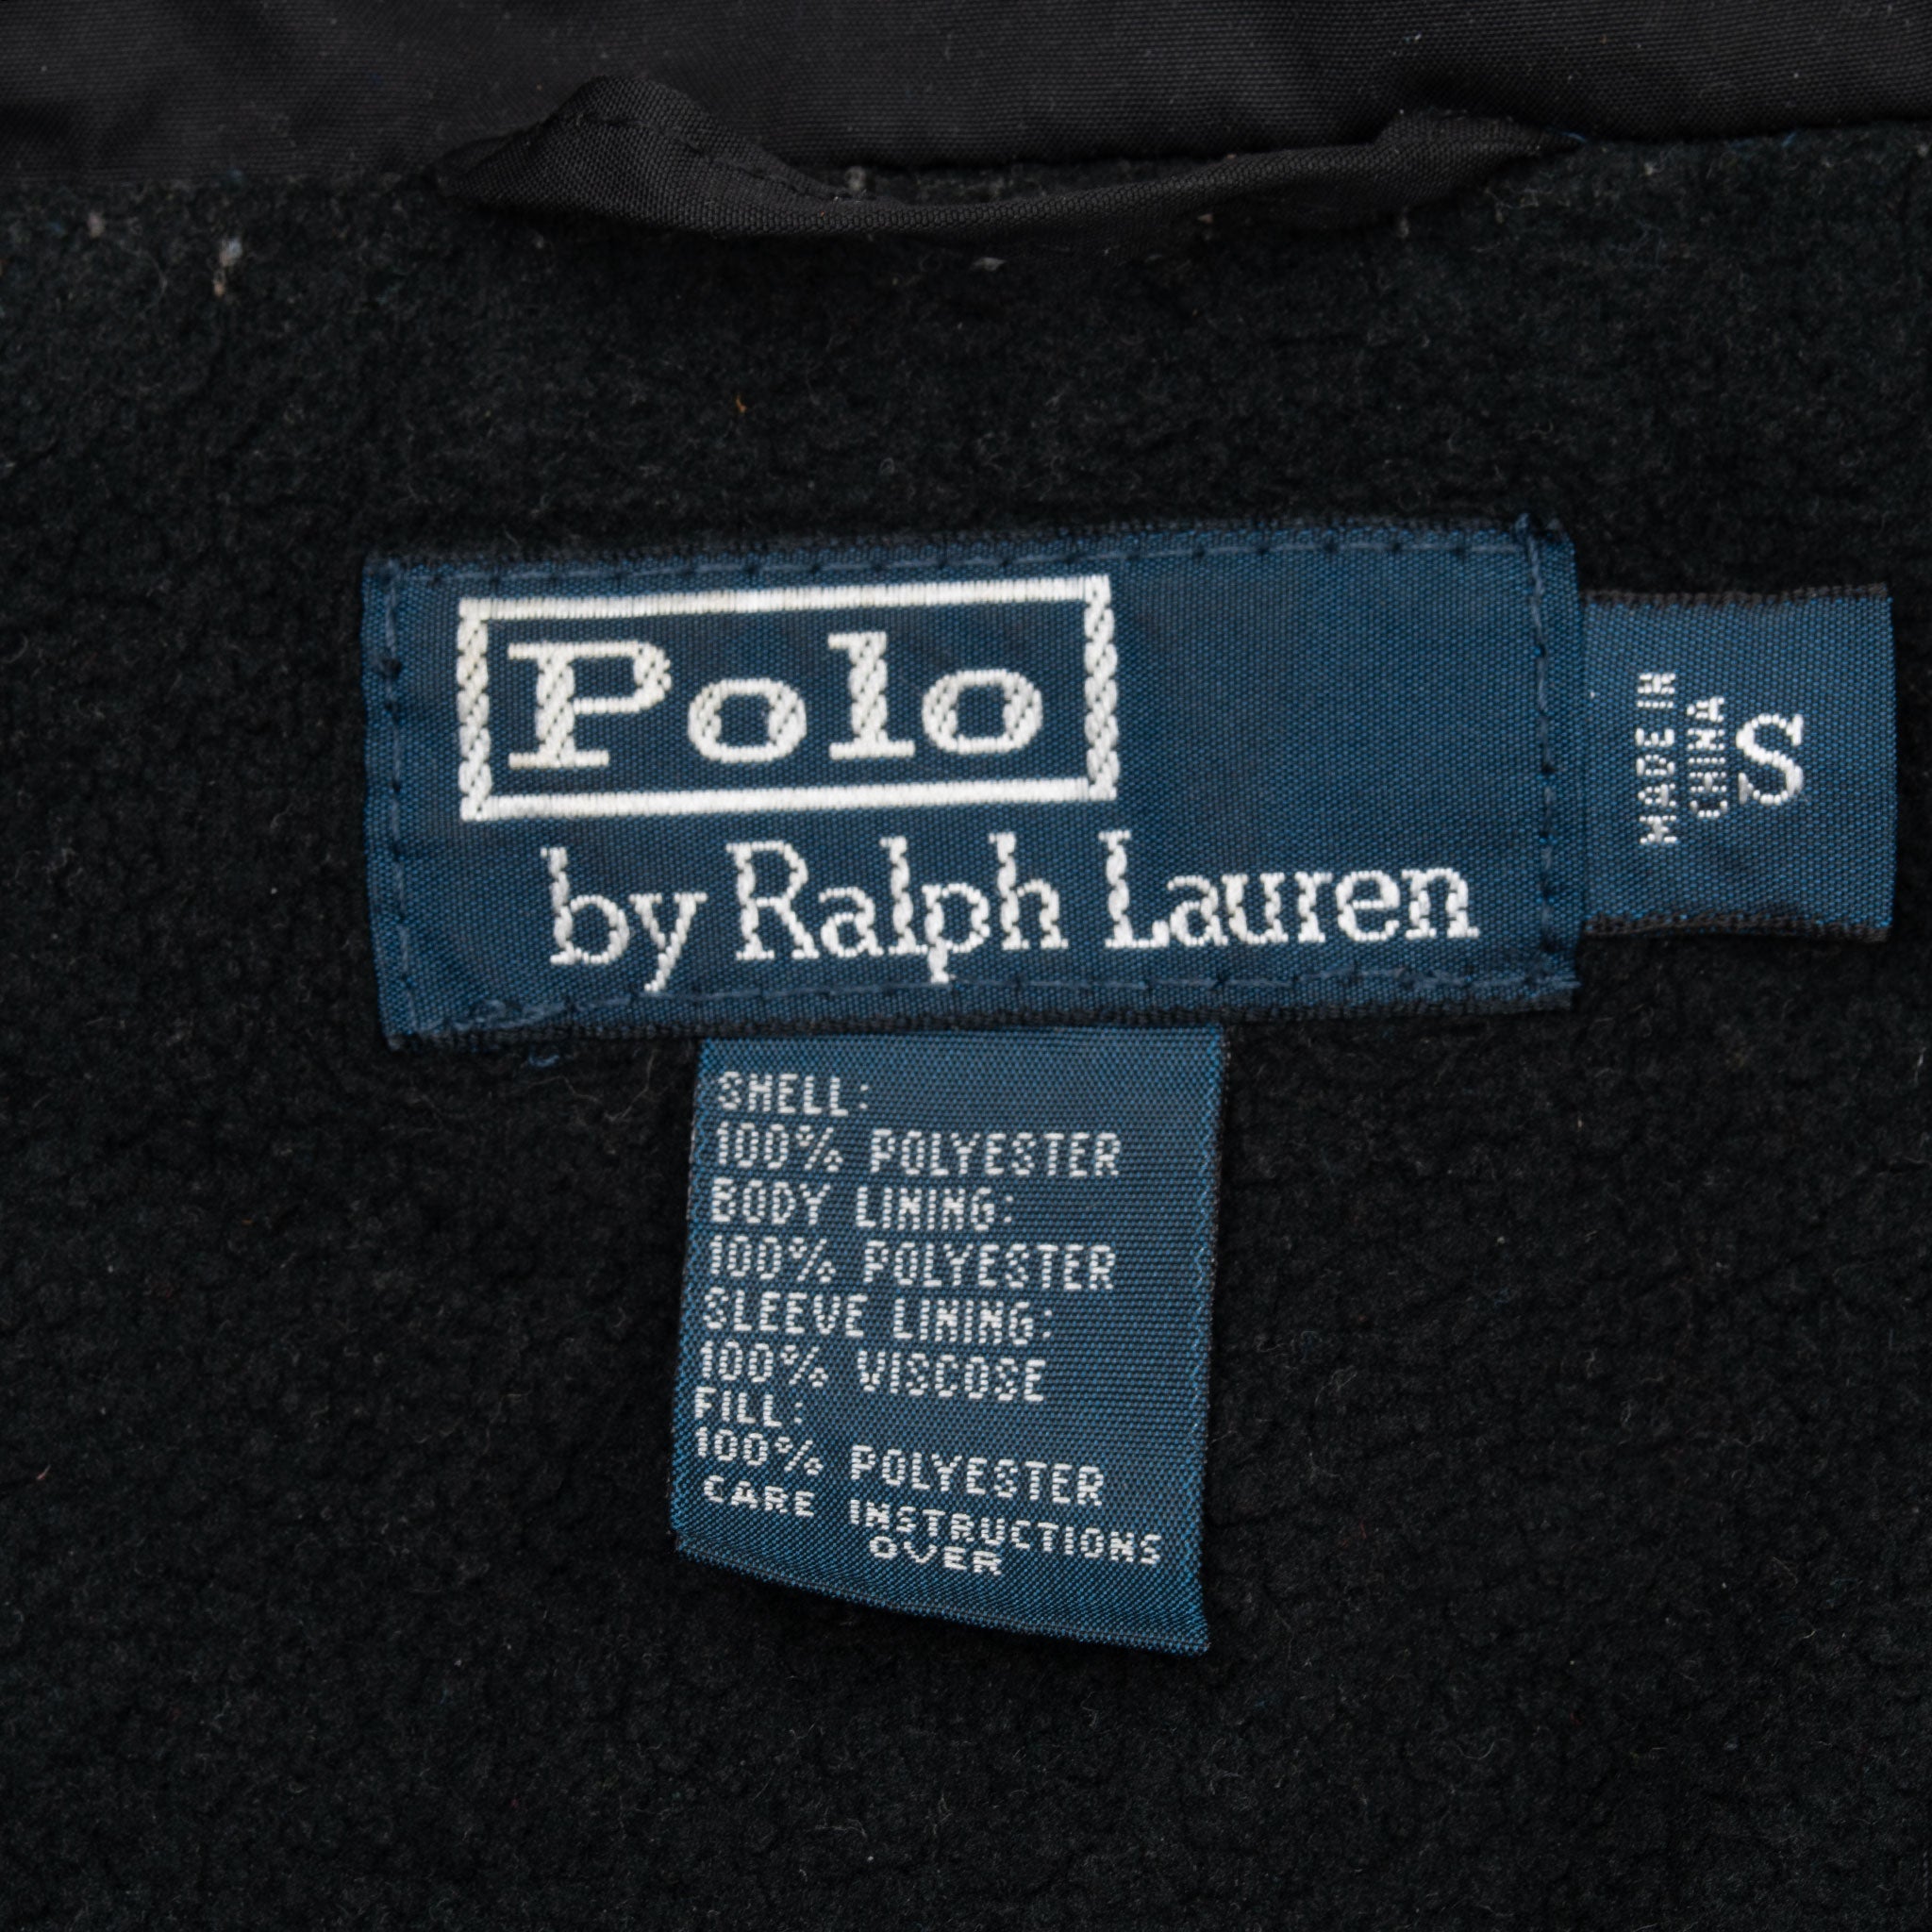 Polo
by Ralph Lauren
MADE IN
CHINA
S
SHELL:
100% POLYESTER
BODY LINING:
100% POLYESTER
SLEEVE LINING:
100% VISCOSE
FILL:
100% POLYESTER
CARE INSTRUCTIONS
OVER